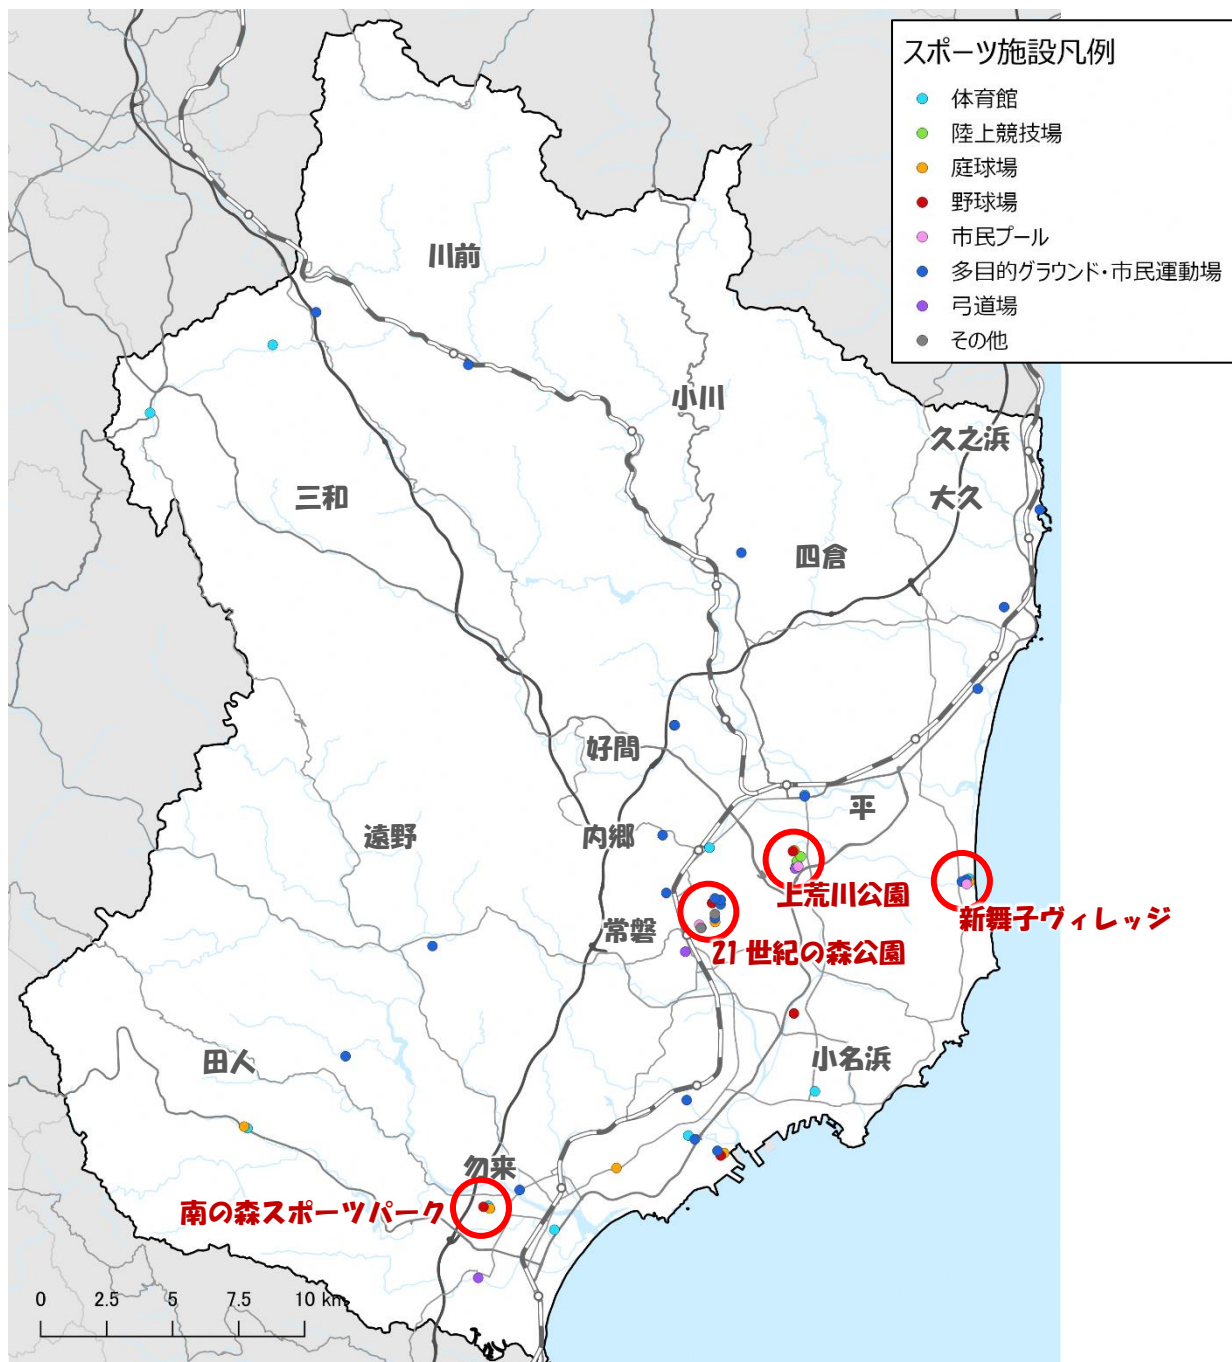 スポーツ施設凡例
体育館
陸上競技場
庭球場
野球場
市民プール
多目的グラウンド・市民運動場
弓道場
その他
川前
小川
久之浜
大久
三和
四倉
好間
平
遠野
内郷
上荒川公園
新舞子ヴィレッジ
常磐
21世紀の森公園
田人
小名浜
勿来
南の森スポーツパーク
0 2.5 5 7.5 10 km